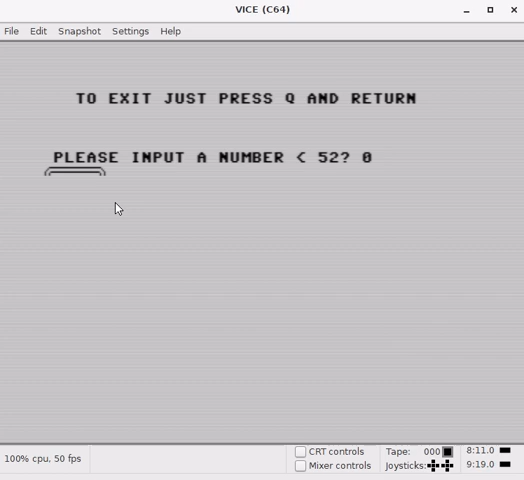 VICE (C64)
File Edit Snapshot Settings Help
TO EXIT JUST PRESS Q AND RETURN
PLEASE INPUT A NUMBER < 52? 0
100% cpu, 50 fps
CRT controls
Mixer controls
Tape: 000
Joysticks:
8:11.0
9:19.0